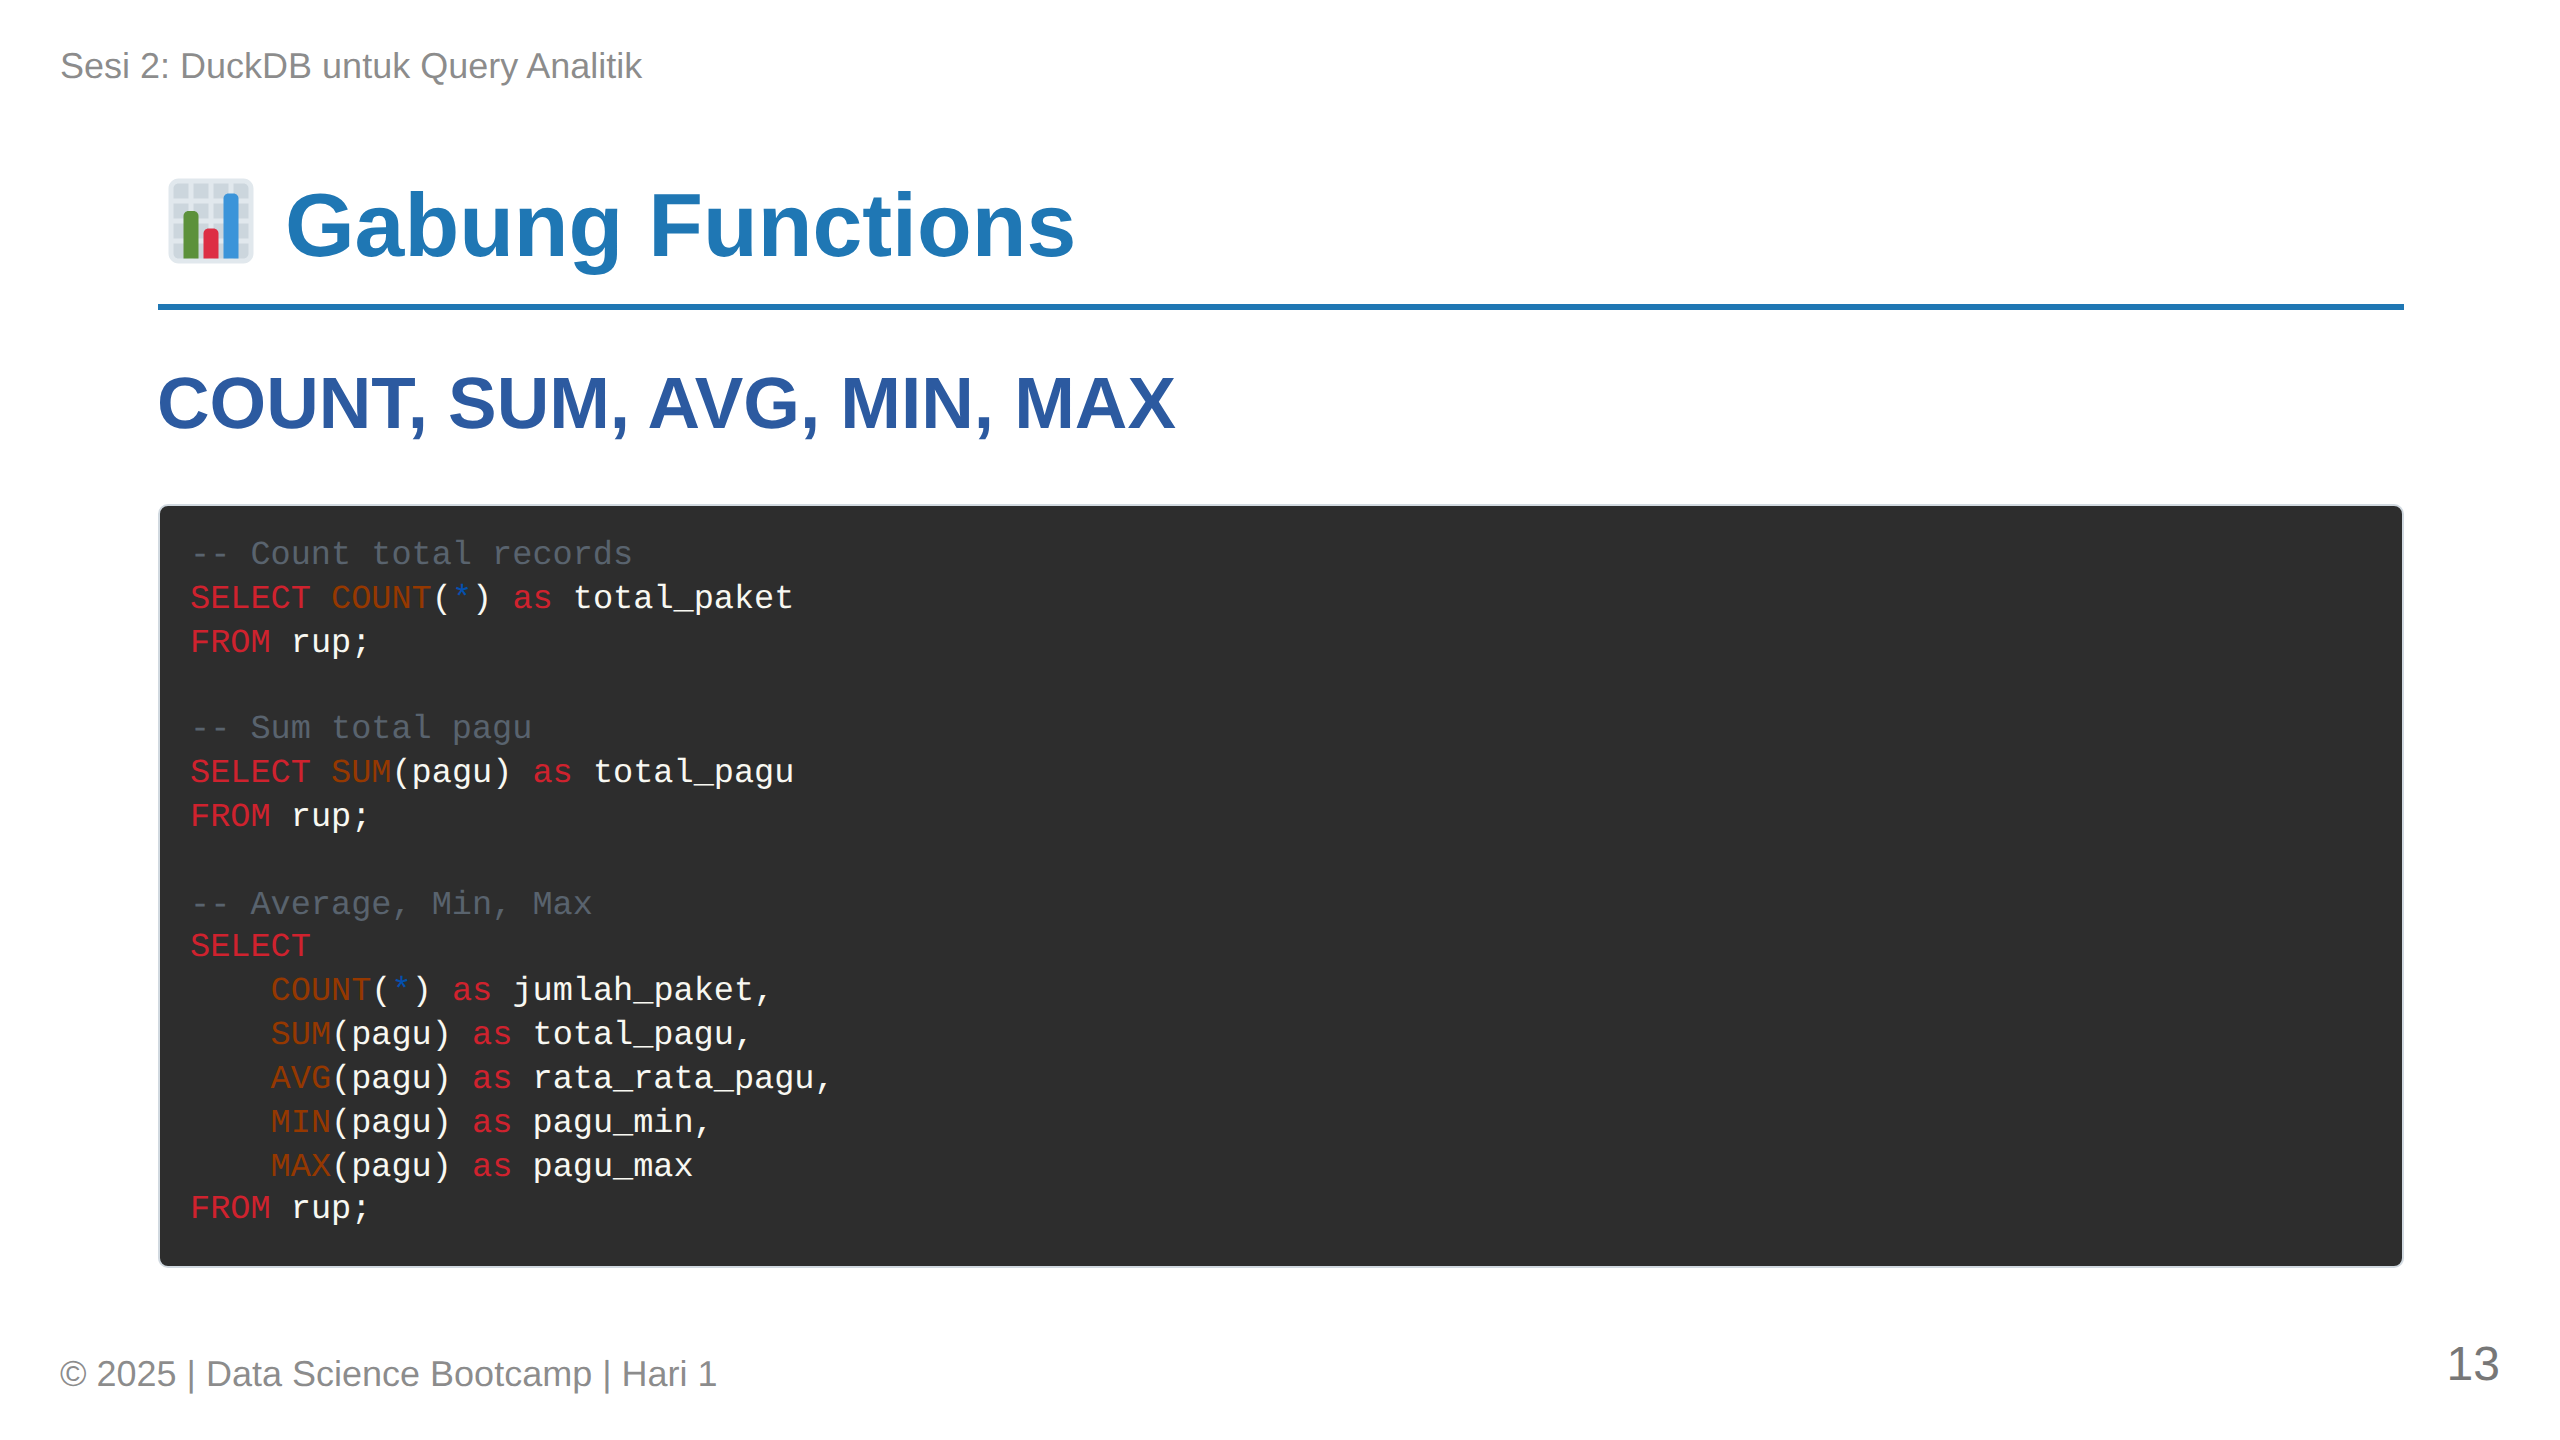 Sesi 2: DuckDB untuk Query Analitik
Gabung Functions
COUNT, SUM, AVG, MIN, MAX
-- Count total records
SELECT COUNT(*) as total_paket
FROM rup;
-- Sum total pagu
SELECT SUM(pagu) as total_pagu
FROM rup;
-- Average, Min, Max
SELECT
    COUNT(*) as jumlah_paket,
    SUM(pagu) as total_pagu,
    AVG(pagu) as rata_rata_pagu,
    MIN(pagu) as pagu_min,
    MAX(pagu) as pagu_max
FROM rup;
© 2025 | Data Science Bootcamp | Hari 1
13